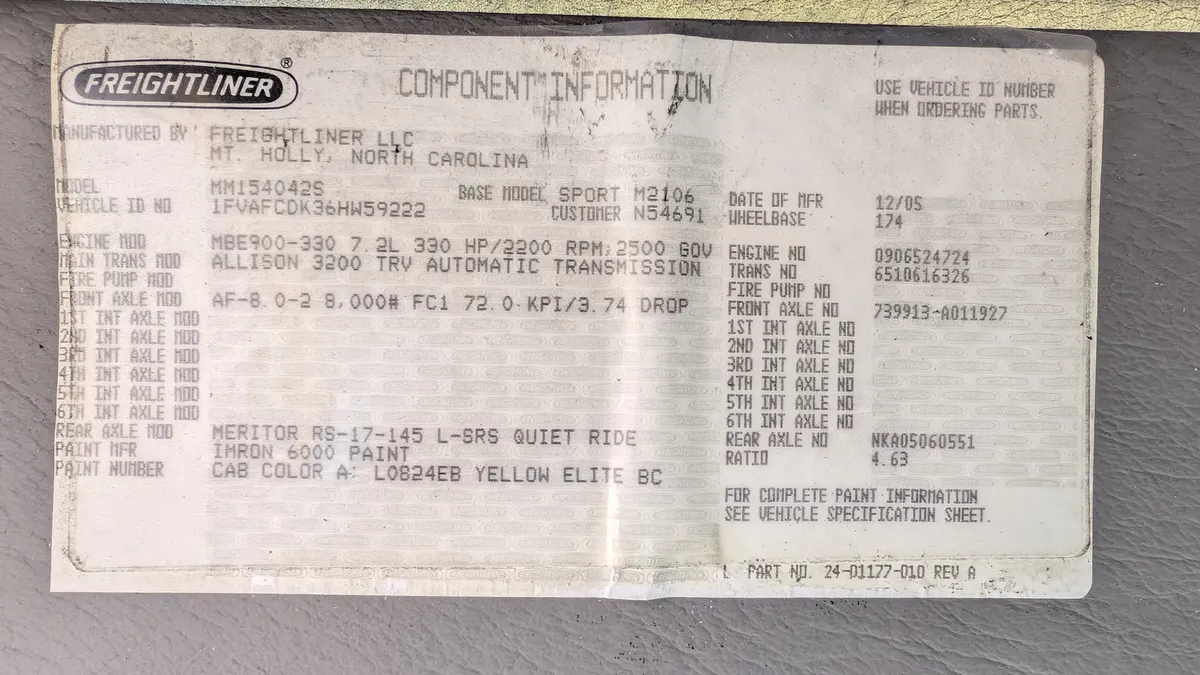 FREIGHTLINER ®
COMPONENT INFORMATION
USE VEHICLE ID NUMBER
WHEN ORDERING PARTS.
MANUFACTURED BY FREIGHTLINER LLC
MT. HOLLY, NORTH CAROLINA
MODEL MM154042S BASE MODEL SPORT M2106 DATE OF MFR 12/05
VEHICLE ID NO 1FVAFCDK36HW59222 CUSTOMER N54691 WHEELBASE 174
ENGINE MOD MBE900-330 7.2L 330 HP/2200 RPM; 2500 GOV ENGINE NO 0906524724
MAIN TRANS MOD ALLISON 3200 TRV AUTOMATIC TRANSMISSION TRANS NO 6510616326
FIRE PUMP MOD FIRE PUMP NO
FRONT AXLE MOD AF-8.0-2 8,000# FC1 72.0 KPI/3.74 DROP FRONT AXLE NO 739913-A011927
1ST INT AXLE MOD 1ST INT AXLE NO
2ND INT AXLE MOD 2ND INT AXLE NO
3RD INT AXLE MOD 3RD INT AXLE NO
4TH INT AXLE MOD 4TH INT AXLE NO
5TH INT AXLE MOD 5TH INT AXLE NO
6TH INT AXLE MOD 6TH INT AXLE NO
REAR AXLE MOD MERITOR RS-17-145 L-SRS QUIET RIDE REAR AXLE NO NKA05060551
PAINT MFR IMRON 6000 PAINT RATIO 4.63
PAINT NUMBER CAB COLOR A: L0824EB YELLOW ELITE BC
FOR COMPLETE PAINT INFORMATION
SEE VEHICLE SPECIFICATION SHEET.
PART NO. 24-01177-010 REV A